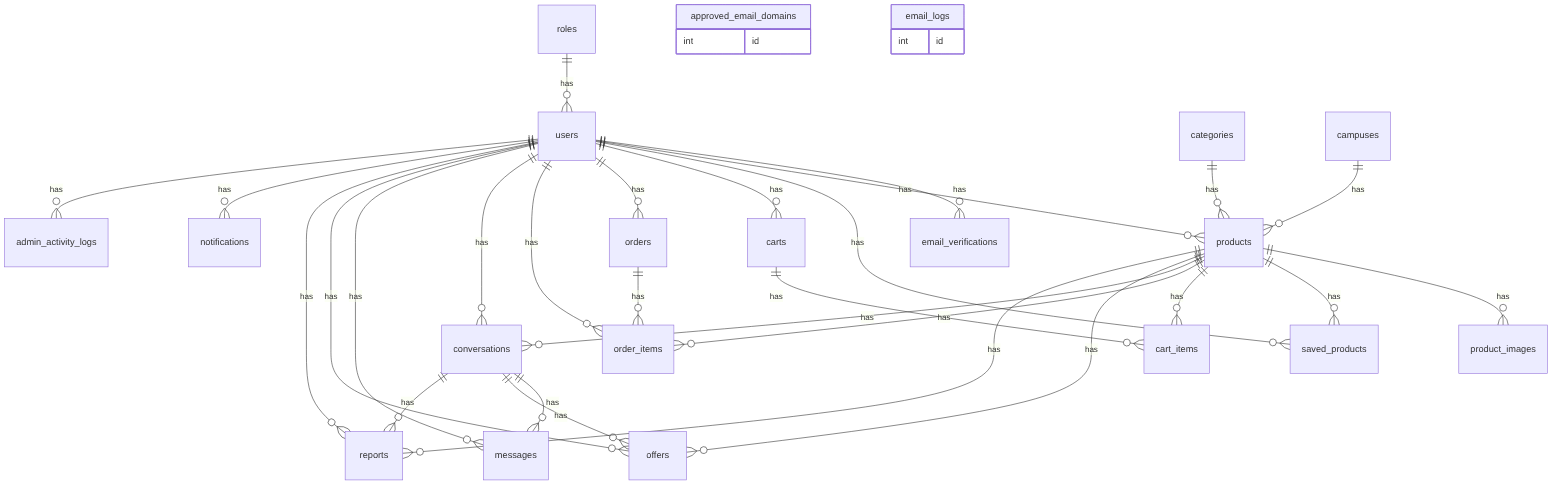 roles
approved_email_domains
int id
email_logs
int id
has
users
categories
campuses
has
has
has
has
has
has
has
has
admin_activity_logs
notifications
orders
carts
email_verifications
products
has
has
has
has
has
has
has
has
has
has
has
has
has
conversations
order_items
cart_items
saved_products
product_images
has
has
has
has
has
reports
messages
offers